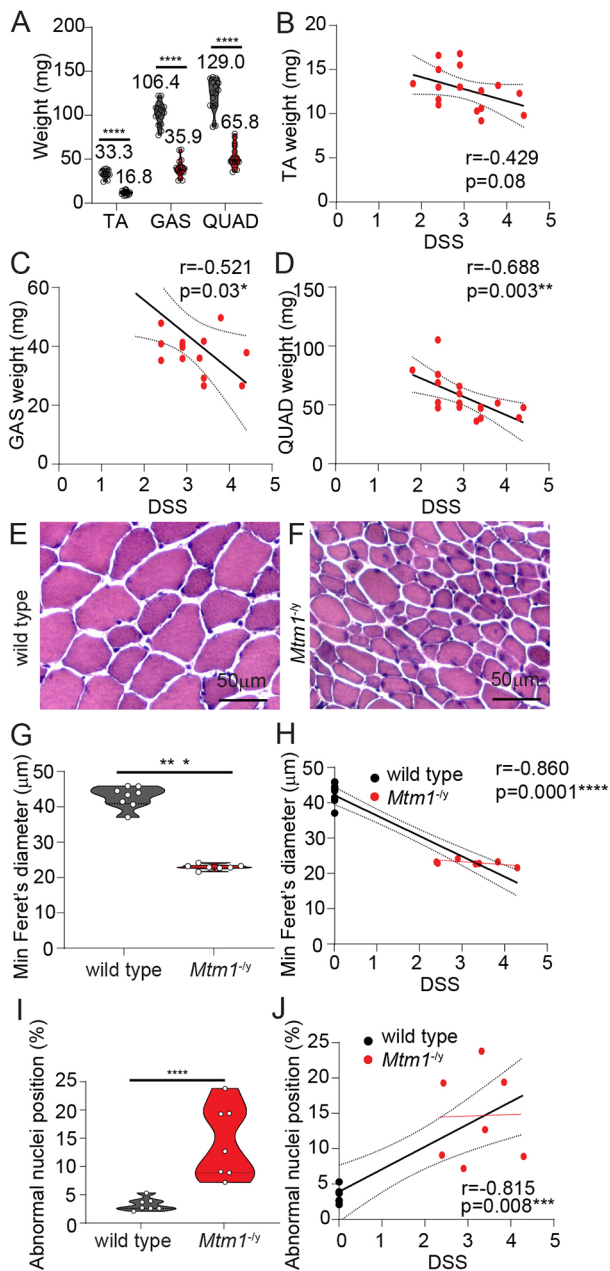 A
Weight (mg)
200
150
100
50
0
****
33.3
16.8
****
106.4
35.9
****
129.0
65.8
TA
GAS
QUAD
B
TA weight (mg)
20
15
10
5
0
r=-0.429
p=0.08
0 1 2 3 4 5
DSS
C
GAS weight (mg)
60
40
20
0
r=-0.521
p=0.03*
0 1 2 3 4 5
DSS
D
QUAD weight (mg)
150
100
50
0
r=-0.688
p=0.003**
0 1 2 3 4 5
DSS
E
wild type
50μm
F
Mtm1-/y
50μm
G
Min Feret's diameter (μm)
50
40
30
20
10
0
** *
wild type
Mtm1-/y
H
Min Feret's diameter (μm)
50
40
30
20
10
0
wild type
Mtm1-/y
r=-0.860
p=0.0001****
0 1 2 3 4 5
DSS
I
Abnormal nuclei position (%)
25
20
15
10
5
0
****
wild type
Mtm1-/y
J
Abnormal nuclei position (%)
25
20
15
10
5
0
wild type
Mtm1-/y
r=-0.815
p=0.008***
0 1 2 3 4 5
DSS